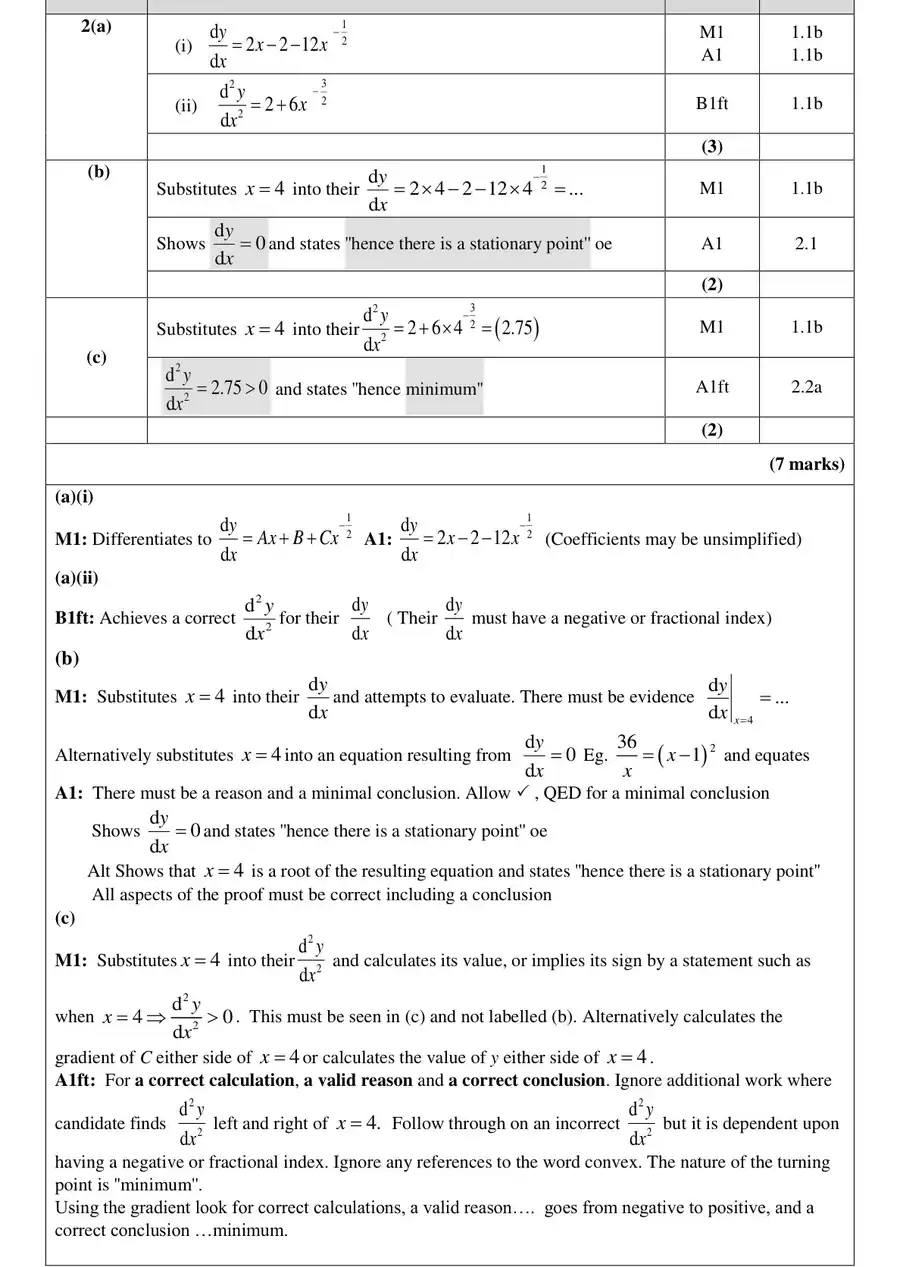 2(a) (i) dy/dx = 2x − 2 − 12x^(−1/2) M1 A1 1.1b 1.1b
(ii) d²y/dx² = 2 + 6x^(−3/2) B1ft 1.1b
(3)
(b) Substitutes x = 4 into their dy/dx = 2 × 4 − 2 − 12 × 4^(−1/2) = ... M1 1.1b
Shows dy/dx = 0 and states "hence there is a stationary point" oe A1 2.1
(2)
(c) Substitutes x = 4 into their d²y/dx² = 2 + 6 × 4^(−3/2) = (2.75) M1 1.1b
d²y/dx² = 2.75 > 0 and states "hence minimum" A1ft 2.2a
(2)
(7 marks)
(a)(i)
M1: Differentiates to dy/dx = Ax + B + Cx^(−1/2) A1: dy/dx = 2x − 2 − 12x^(−1/2) (Coefficients may be unsimplified)
(a)(ii)
B1ft: Achieves a correct d²y/dx² for their dy/dx ( Their dy/dx must have a negative or fractional index)
(b)
M1: Substitutes x = 4 into their dy/dx and attempts to evaluate. There must be evidence dy/dx|x=4 = ...
Alternatively substitutes x = 4 into an equation resulting from dy/dx = 0 Eg. 36/x = (x − 1)² and equates
A1: There must be a reason and a minimal conclusion. Allow ✓ , QED for a minimal conclusion
Shows dy/dx = 0 and states "hence there is a stationary point" oe
Alt Shows that x = 4 is a root of the resulting equation and states "hence there is a stationary point"
All aspects of the proof must be correct including a conclusion
(c)
M1: Substitutes x = 4 into their d²y/dx² and calculates its value, or implies its sign by a statement such as
when x = 4 ⇒ d²y/dx² > 0 . This must be seen in (c) and not labelled (b). Alternatively calculates the
gradient of C either side of x = 4 or calculates the value of y either side of x = 4 .
A1ft: For a correct calculation, a valid reason and a correct conclusion. Ignore additional work where
candidate finds d²y/dx² left and right of x = 4. Follow through on an incorrect d²y/dx² but it is dependent upon
having a negative or fractional index. Ignore any references to the word convex. The nature of the turning
point is "minimum".
Using the gradient look for correct calculations, a valid reason…. goes from negative to positive, and a
correct conclusion …minimum.